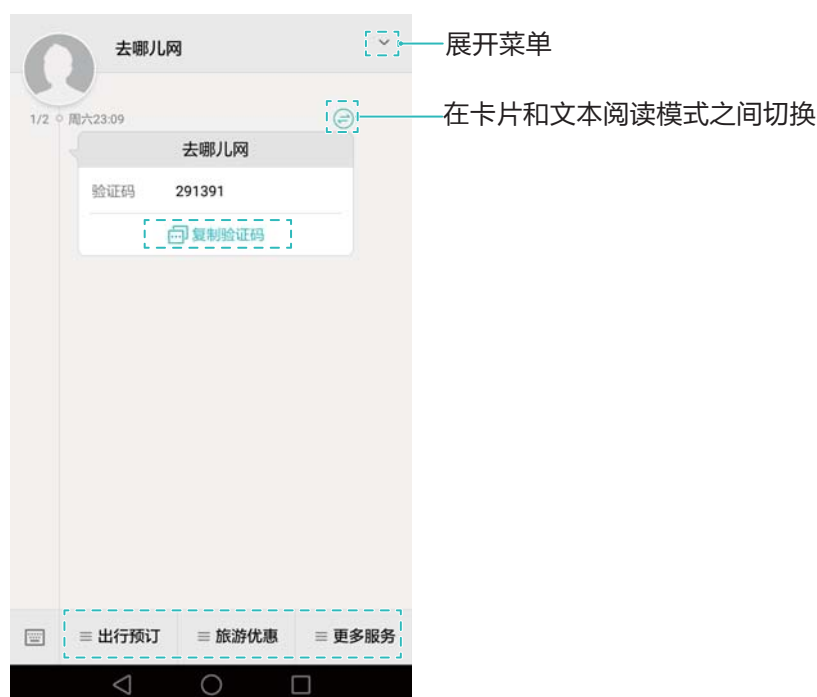 去哪儿网
展开菜单
1/2 周六23:09
在卡片和文本阅读模式之间切换
去哪儿网
验证码 291391
复制验证码
出行预订 旅游优惠 更多服务